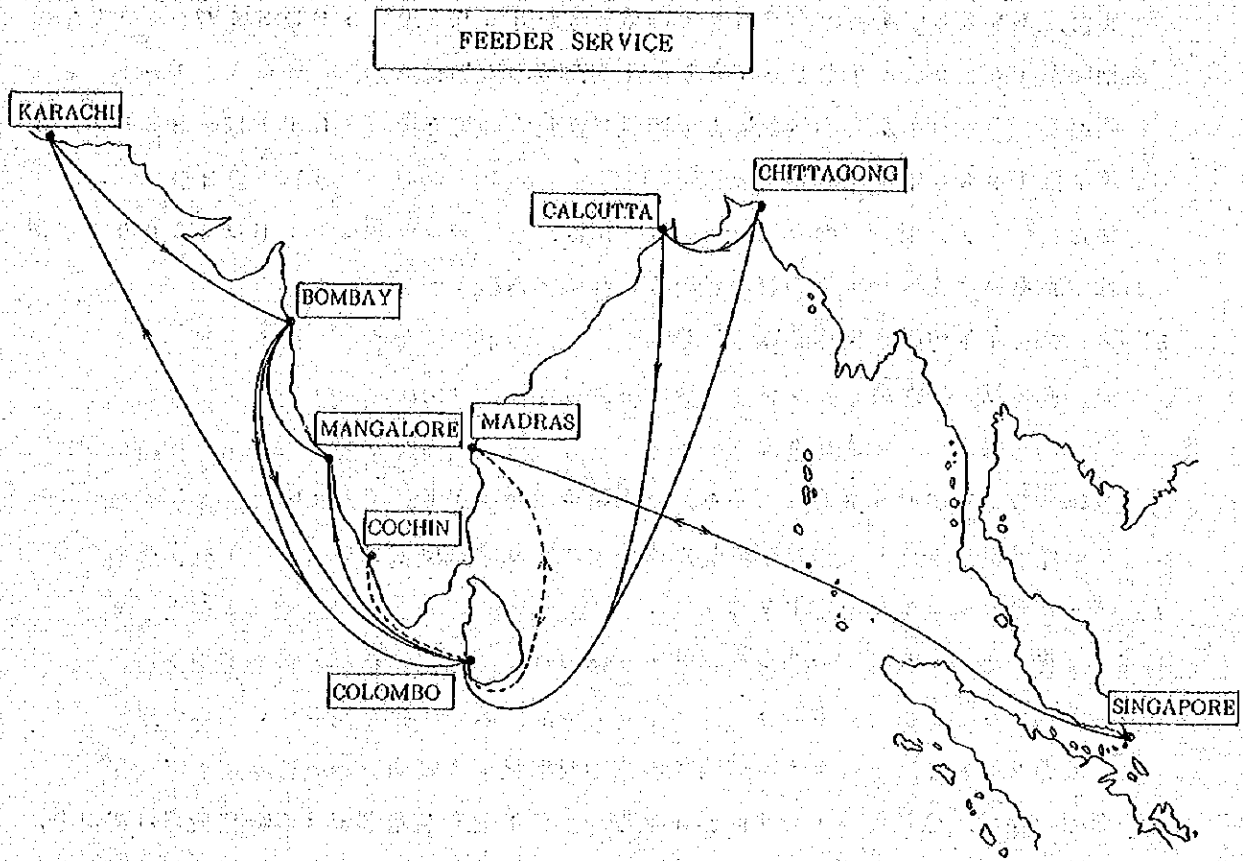 FEEDER SERVICE
KARACHI
CHITTAGONG
CALCUTTA
BOMBAY
MANGALORE
MADRAS
COCHIN
COLOMBO
SINGAPORE